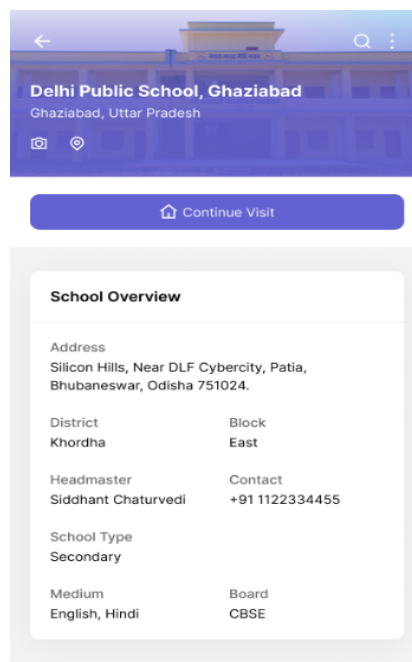 Delhi Public School, Ghaziabad
Ghaziabad, Uttar Pradesh
Continue Visit
School Overview
Address
Silicon Hills, Near DLF Cybercity, Patia,
Bhubaneswar, Odisha 751024.
District Block
Khordha East
Headmaster Contact
Siddhant Chaturvedi +91 1122334455
School Type
Secondary
Medium Board
English, Hindi CBSE